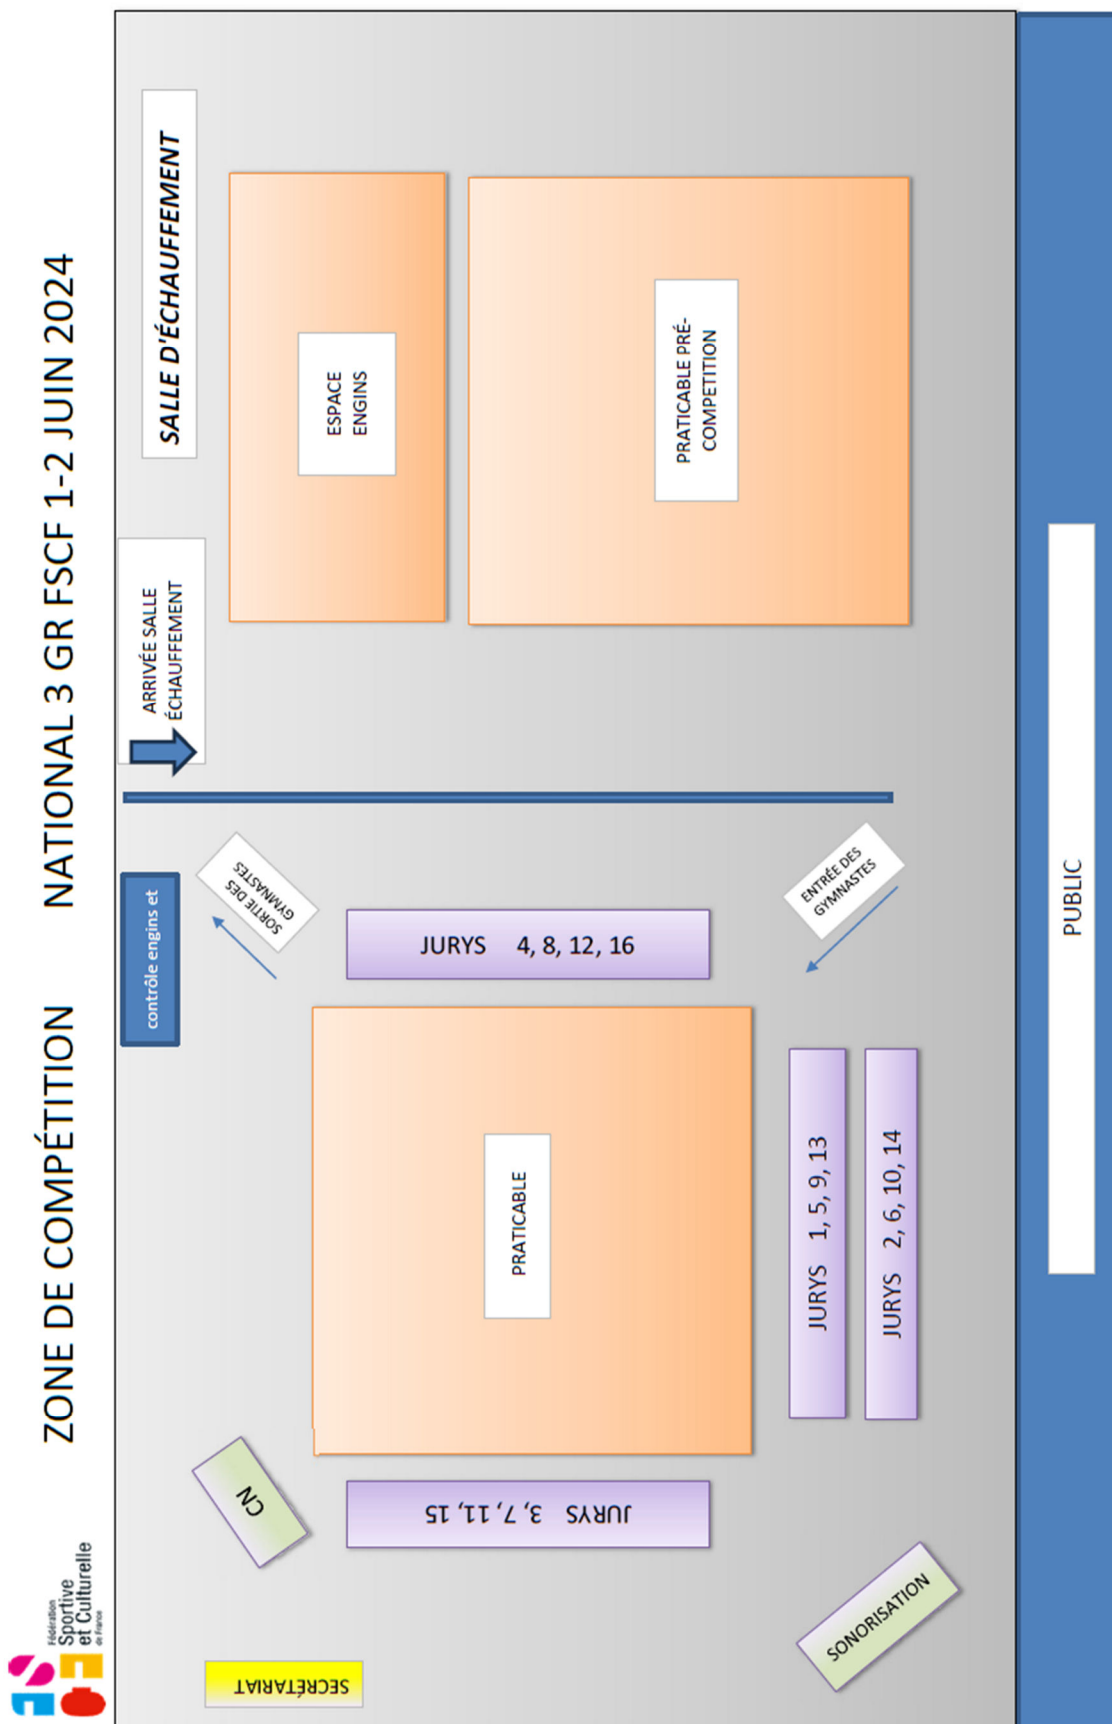 Fédération
Sportive
et Culturelle
de France
ZONE DE COMPÉTITION NATIONAL 3 GR FSCF 1-2 JUIN 2024
SECRÉTARIAT
CN
contrôle engins et
SORTIE DES
GYMNASTES
ARRIVÉE SALLE
ÉCHAUFFEMENT
SALLE D'ÉCHAUFFEMENT
ESPACE
ENGINS
JURYS 3, 7, 11, 15
PRATICABLE
JURYS 4, 8, 12, 16
PRATICABLE PRÉ-
COMPETITION
SONORISATION
JURYS 1, 5, 9, 13
JURYS 2, 6, 10, 14
ENTRÉE DES
GYMNASTES
PUBLIC